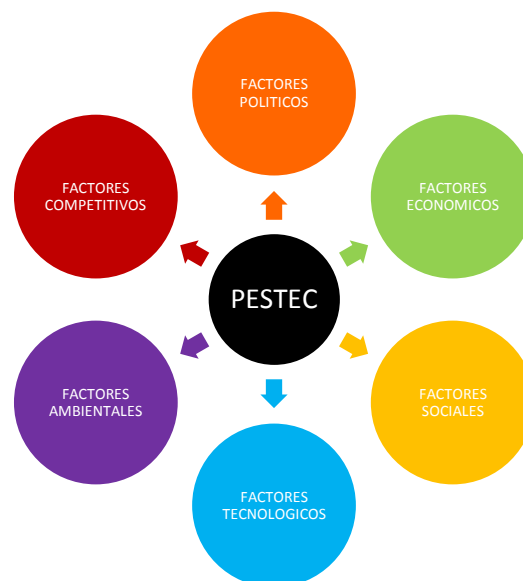 FACTORES
POLITICOS
FACTORES
COMPETITIVOS
FACTORES
ECONOMICOS
PESTEC
FACTORES
AMBIENTALES
FACTORES
SOCIALES
FACTORES
TECNOLOGICOS